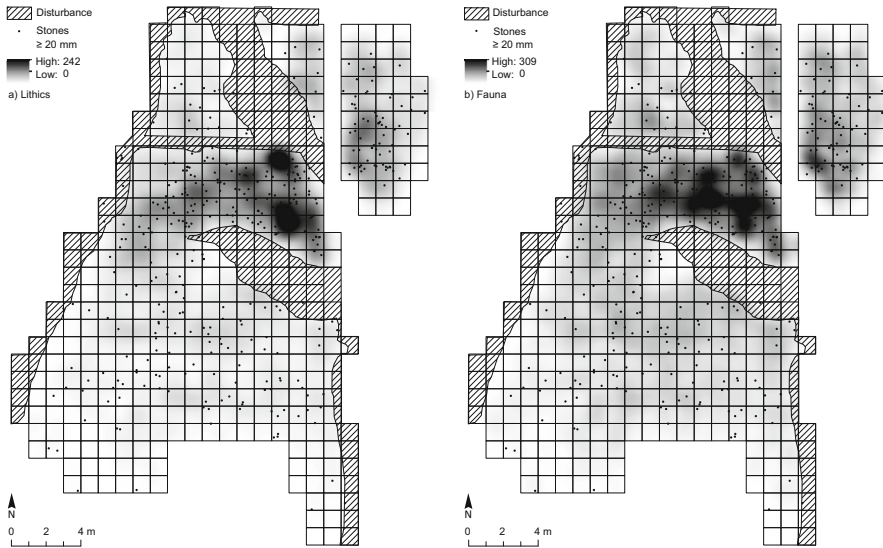 Disturbance
Stones
≥ 20 mm
High: 242
Low: 0
a) Lithics
N
0 2 4 m
Disturbance
Stones
≥ 20 mm
High: 309
Low: 0
b) Fauna
N
0 2 4 m